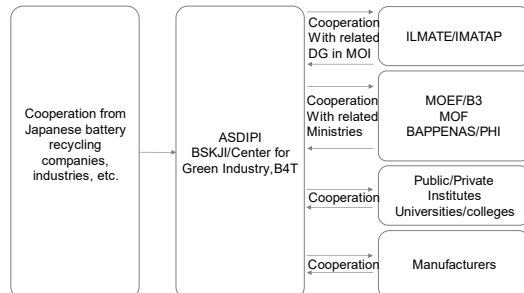 Cooperation from
Japanese battery
recycling
companies,
industries, etc.
ASDIPI
BSKJI/Center for
Green Industry,B4T
Cooperation
With related
DG in MOI
ILMATE/IMATAP
Cooperation
With related
Ministries
MOEF/B3
MOF
BAPPENAS/PHI
Cooperation
Public/Private
Institutes
Universities/colleges
Cooperation
Manufacturers